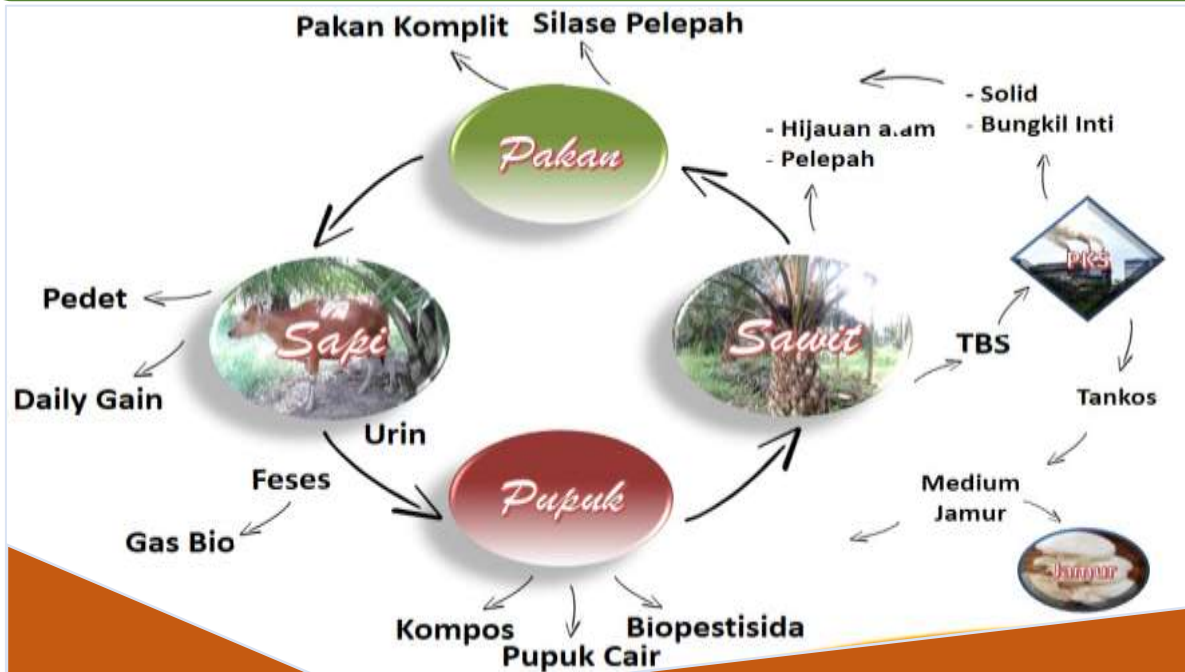 Pakan Komplit
Silase Pelepah
Pakan
- Solid
- Bungkil Inti
- Hijauan
- Pelepah
PKS
Sapi
Sawit
Pedet
Daily Gain
TBS
Tankos
Urin
Feses
Gas Bio
Pupuk
Medium
Jamur
Jamur
Kompos
Pupuk Cair
Biopestisida